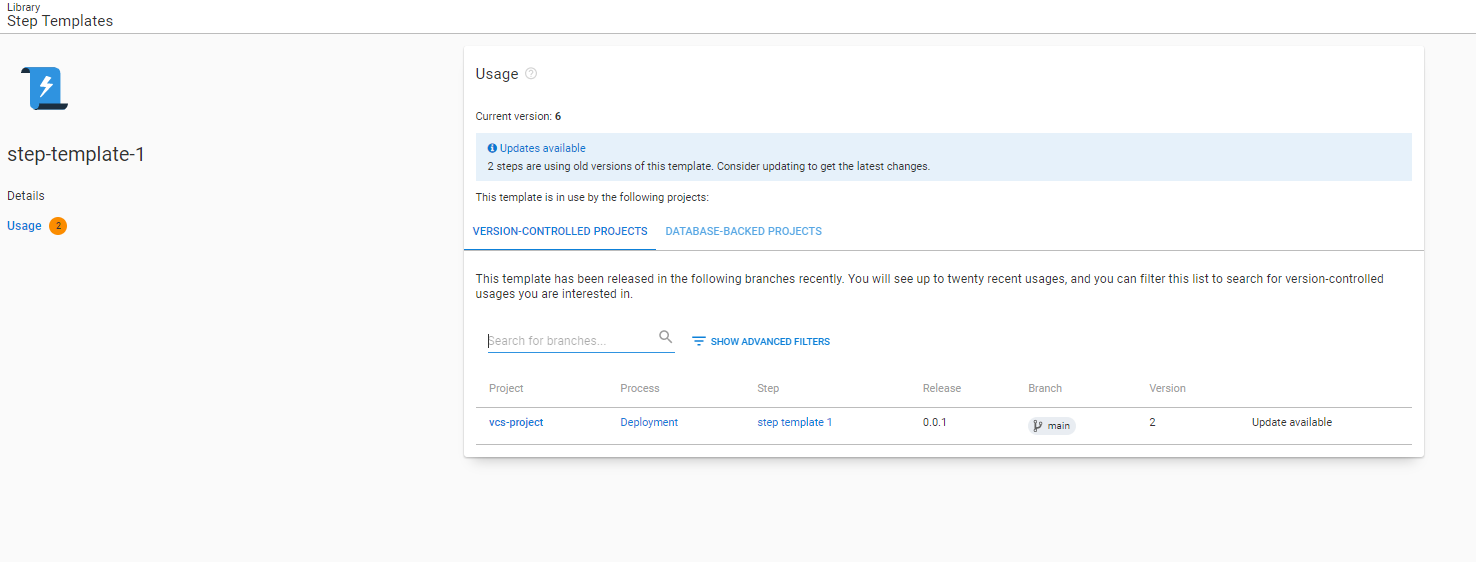 Library
Step Templates
step-template-1
Details
Usage 2
Usage
Current version: 6
Updates available
2 steps are using old versions of this template. Consider updating to get the latest changes.
This template is in use by the following projects:
VERSION-CONTROLLED PROJECTS DATABASE-BACKED PROJECTS
This template has been released in the following branches recently. You will see up to twenty recent usages, and you can filter this list to search for version-controlled
usages you are interested in.
Search for branches... SHOW ADVANCED FILTERS
Project Process Step Release Branch Version
vcs-project Deployment step template 1 0.0.1 main 2 Update available